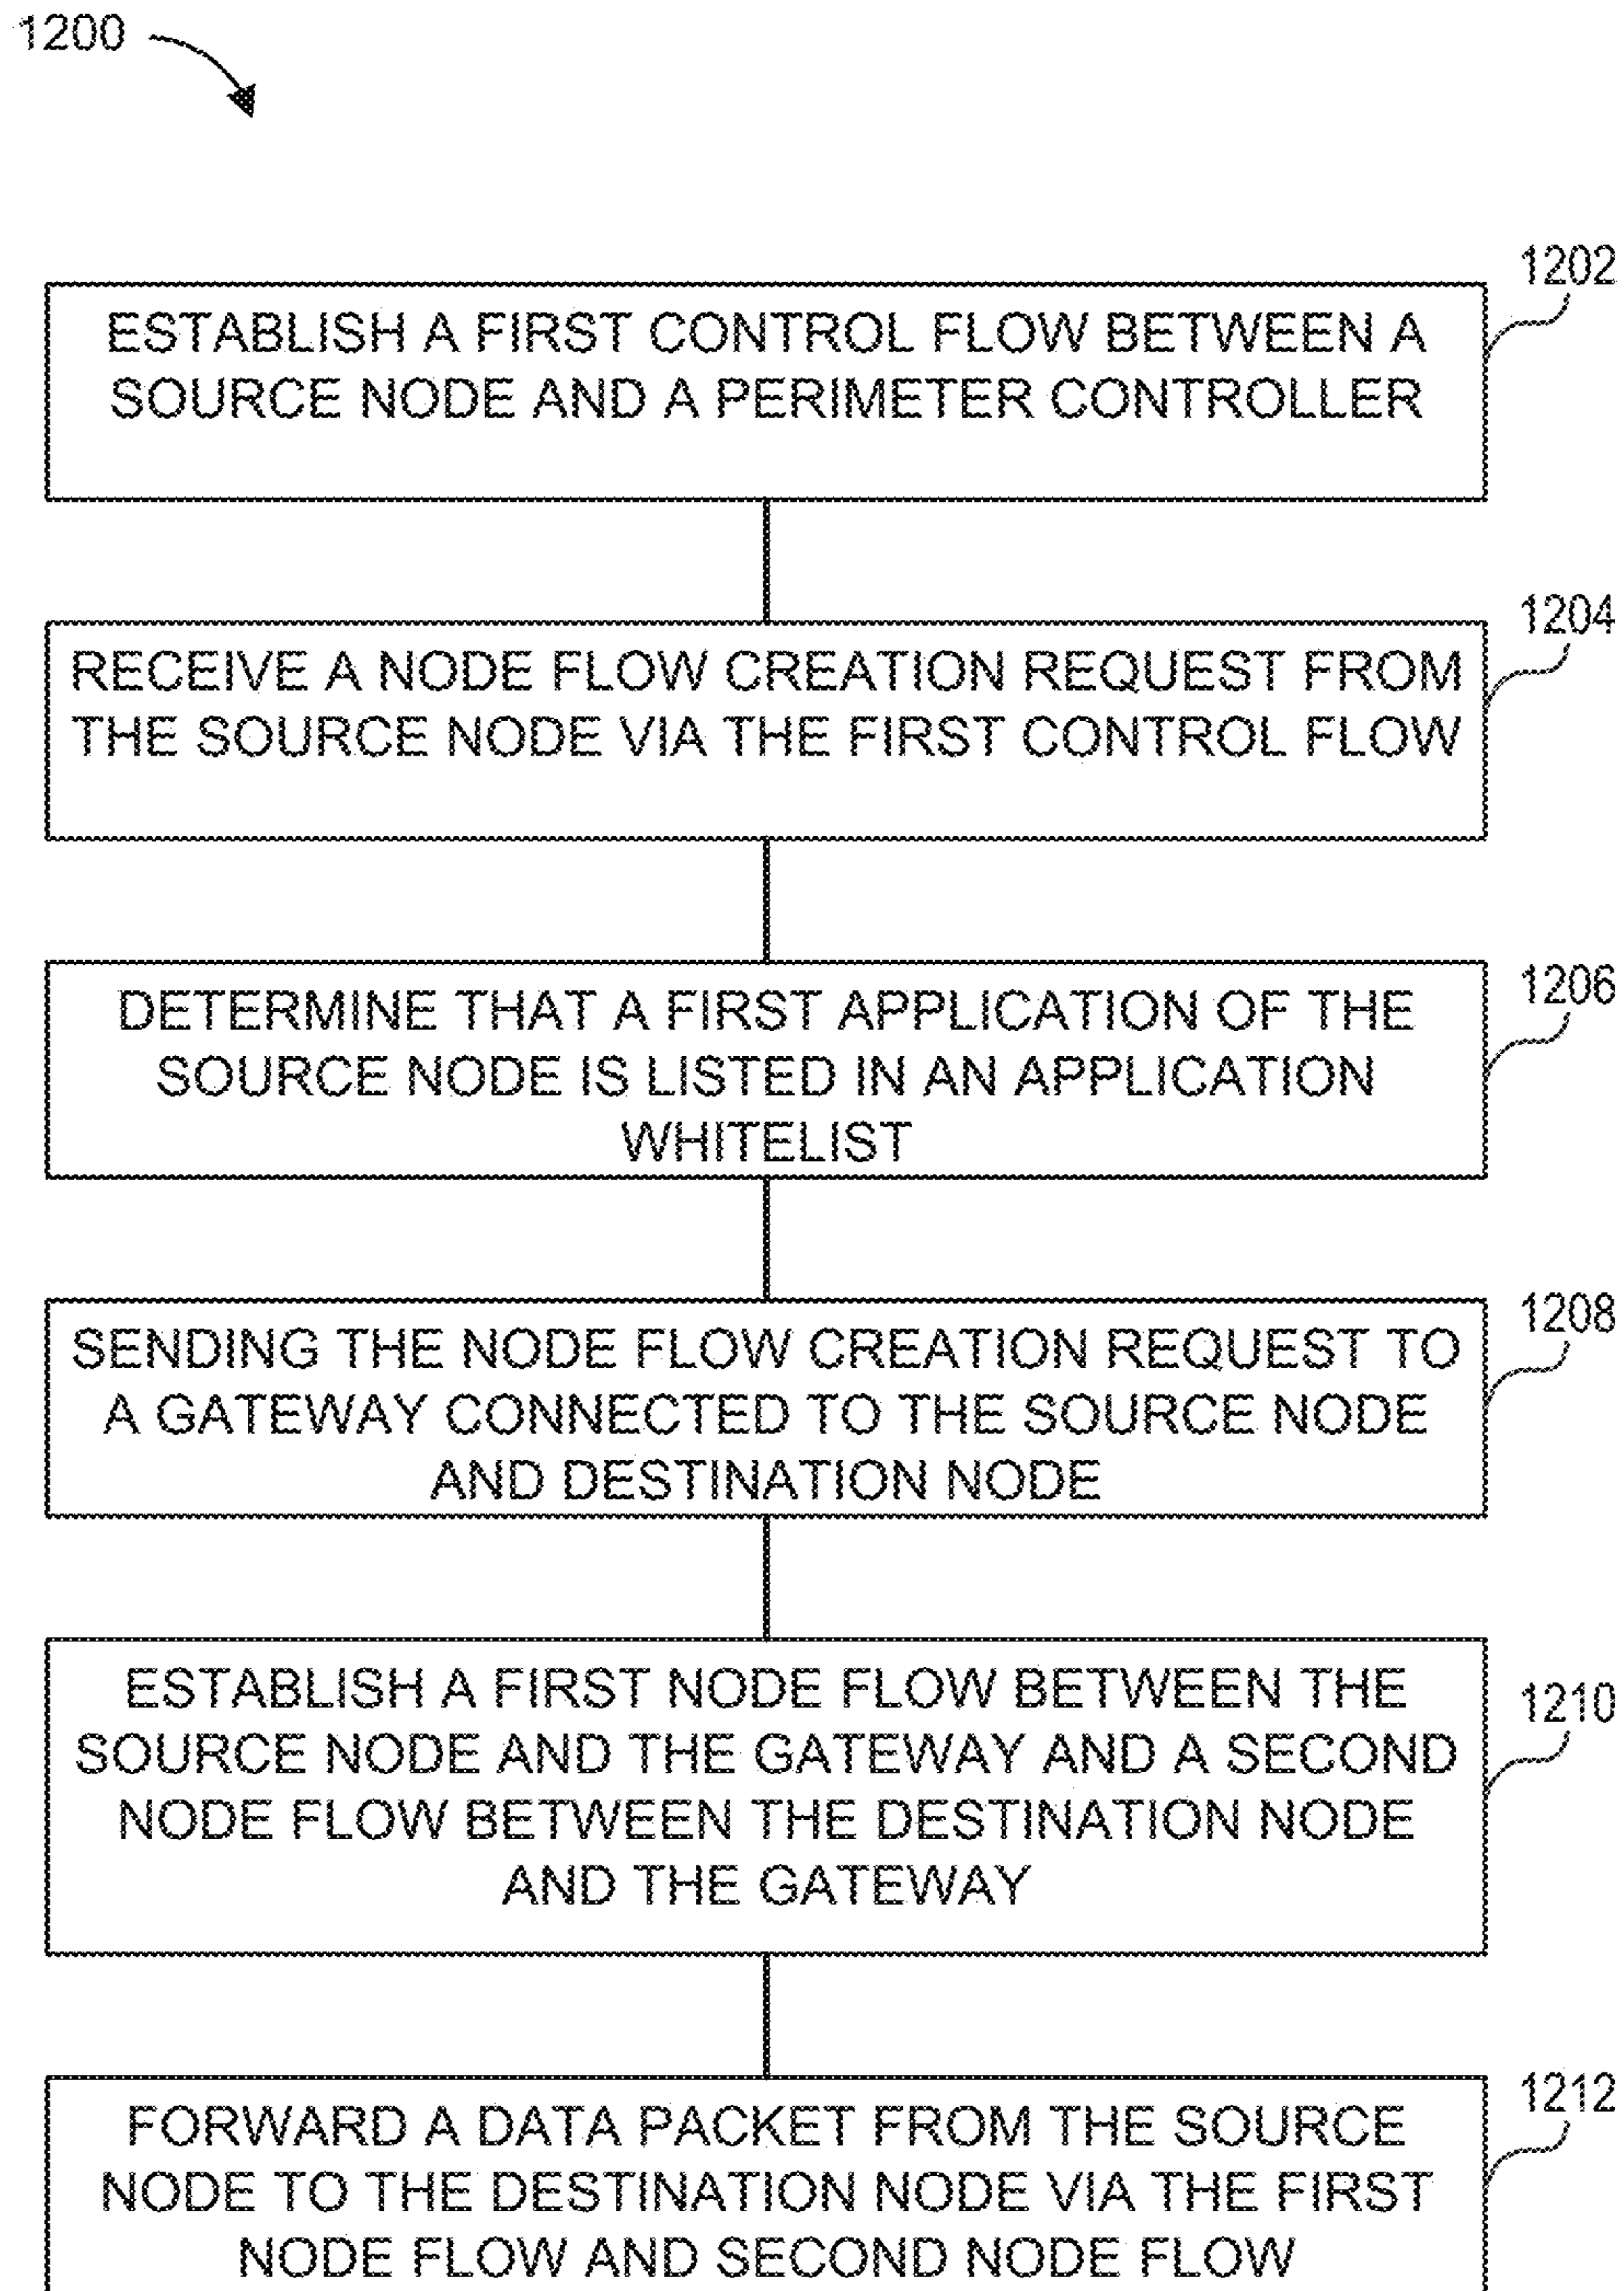 1200
1202
ESTABLISH A FIRST CONTROL FLOW BETWEEN A
SOURCE NODE AND A PERIMETER CONTROLLER
1204
RECEIVE A NODE FLOW CREATION REQUEST FROM
THE SOURCE NODE VIA THE FIRST CONTROL FLOW
1206
DETERMINE THAT A FIRST APPLICATION OF THE
SOURCE NODE IS LISTED IN AN APPLICATION
WHITELIST
1208
SENDING THE NODE FLOW CREATION REQUEST TO
A GATEWAY CONNECTED TO THE SOURCE NODE
AND DESTINATION NODE
1210
ESTABLISH A FIRST NODE FLOW BETWEEN THE
SOURCE NODE AND THE GATEWAY AND A SECOND
NODE FLOW BETWEEN THE DESTINATION NODE
AND THE GATEWAY
1212
FORWARD A DATA PACKET FROM THE SOURCE
NODE TO THE DESTINATION NODE VIA THE FIRST
NODE FLOW AND SECOND NODE FLOW